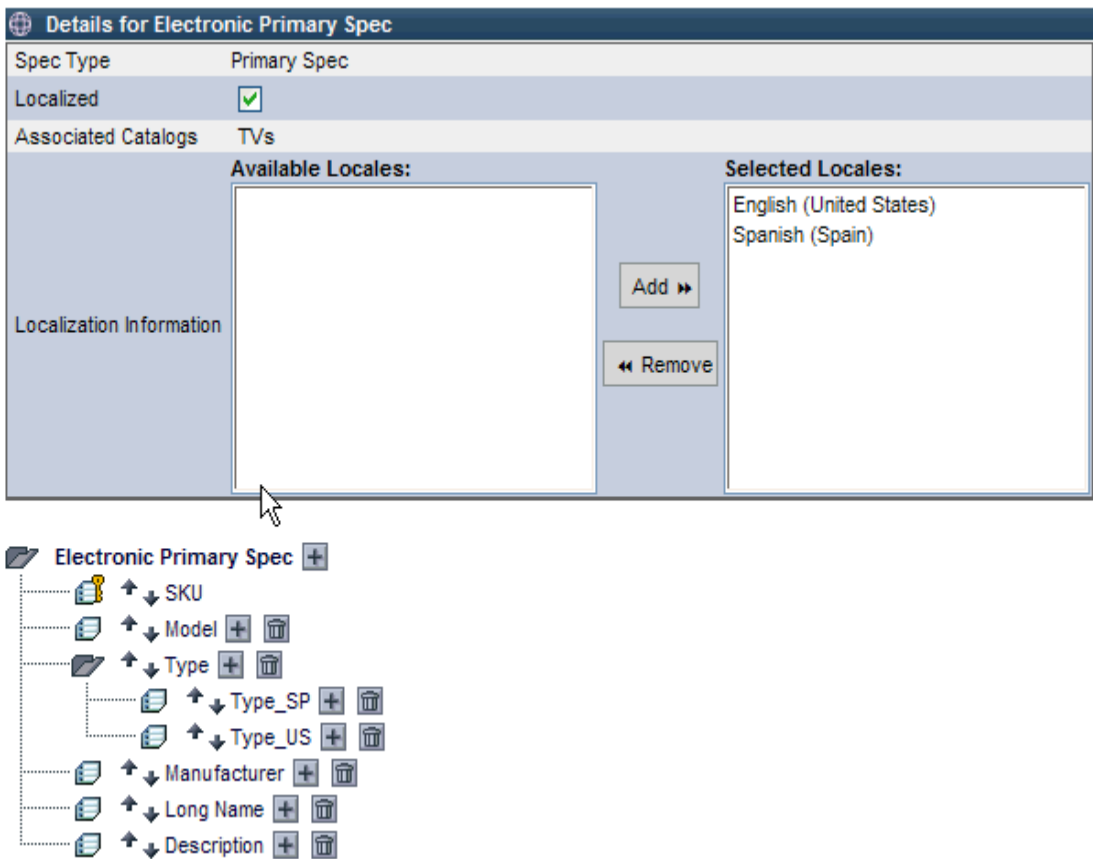 Details for Electronic Primary Spec
Spec Type Primary Spec
Localized
Associated Catalogs TVs
Available Locales: Selected Locales:
English (United States)
Spanish (Spain)
Add
Localization Information
Remove
Electronic Primary Spec
SKU
Model
Type
Type_SP
Type_US
Manufacturer
Long Name
Description